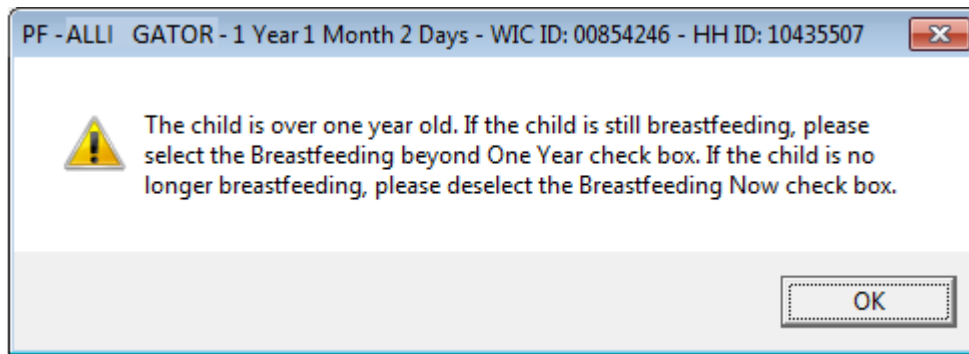 PF - ALLI GATOR - 1 Year 1 Month 2 Days - WIC ID: 00854246 - HH ID: 10435507
The child is over one year old. If the child is still breastfeeding, please
select the Breastfeeding beyond One Year check box. If the child is no
longer breastfeeding, please deselect the Breastfeeding Now check box.
OK